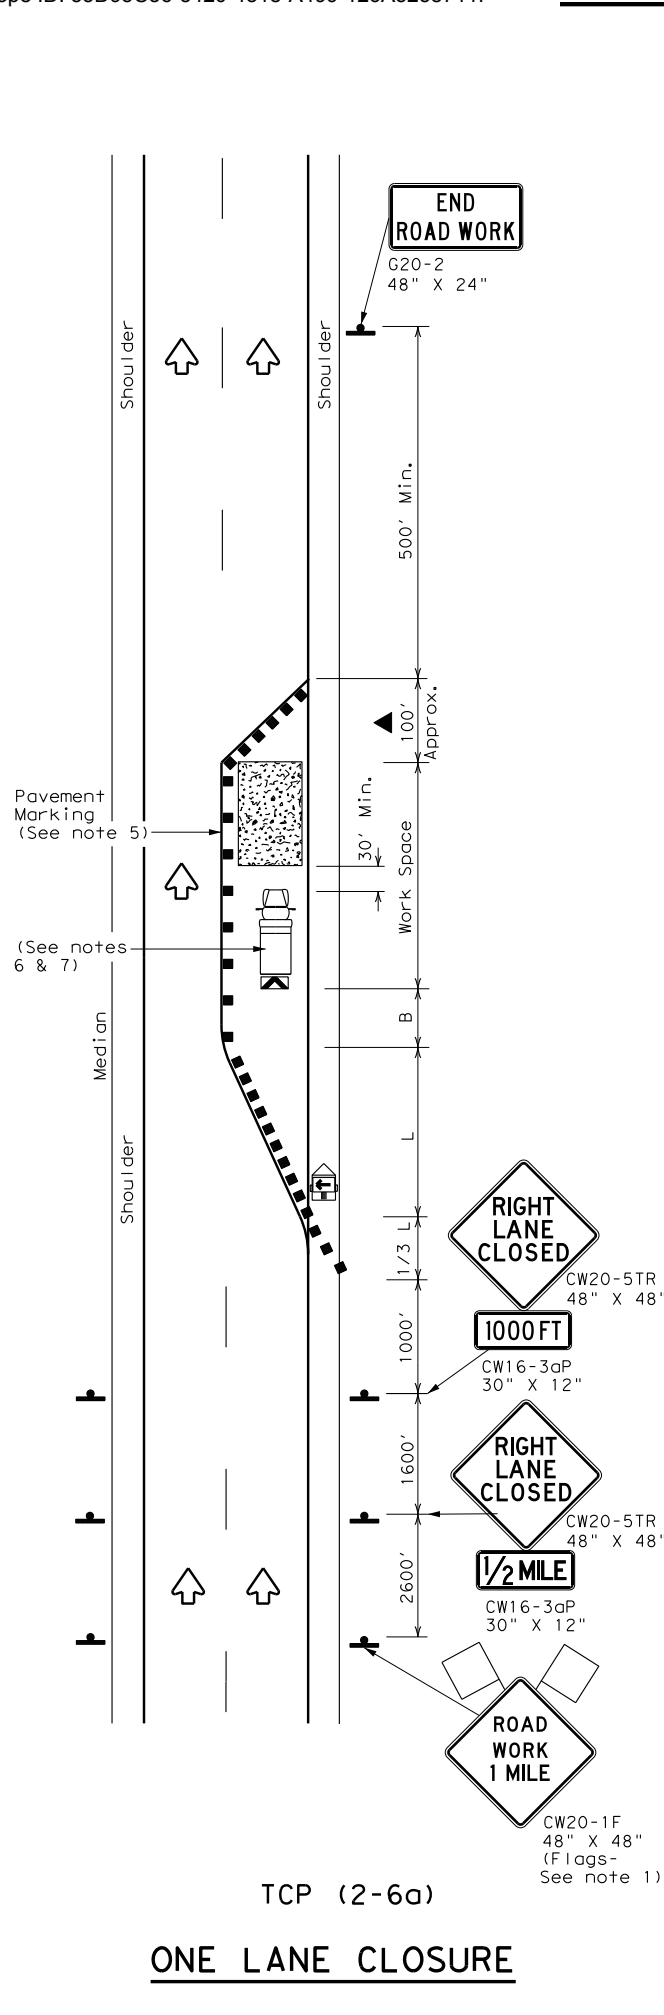 END
ROAD WORK
G20-2
48" X 24"
Shoulder
Shoulder
500' Min.
100'
Approx.
Pavement
Marking
(See note 5)
30' Min.
Work Space
(See notes
6 & 7)
B
Median
Shoulder
L
1/3 L
RIGHT
LANE
CLOSED
CW20-5TR
48" X 48"
1000 FT
CW16-3aP
30" X 12"
1000'
1600'
RIGHT
LANE
CLOSED
CW20-5TR
48" X 48"
1/2 MILE
CW16-3aP
30" X 12"
2600'
ROAD
WORK
1 MILE
CW20-1F
48" X 48"
(Flags-
See note 1)
TCP (2-6a)
ONE LANE CLOSURE